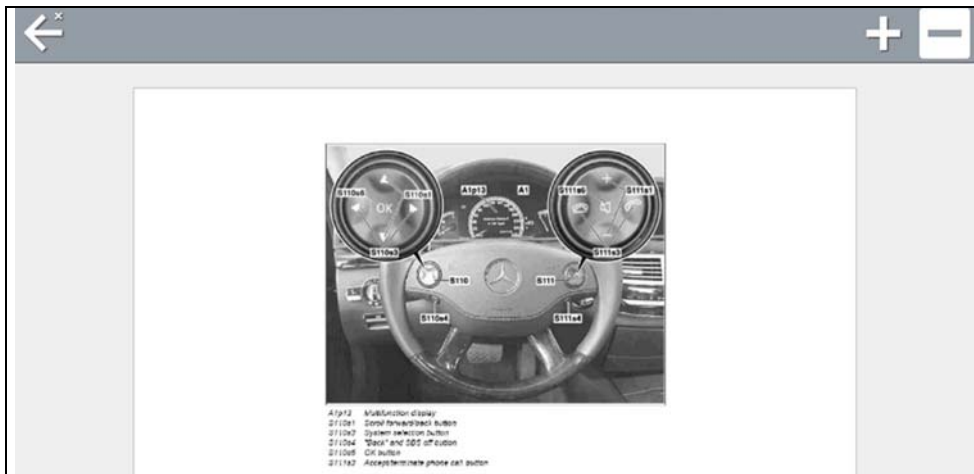 S110s6
S110s1
A1p13
A1
S111s6
S111s1
OK
S110s3
S111s3
S110
S111
S110s4
S111s4
A1p13 Multifunction display
S110s1 Scroll forward/back button
S110s3 System selection button
S110s4 "Back" and SDS off button
S110s6 OK button
S111s3 Accept/terminate phone call button